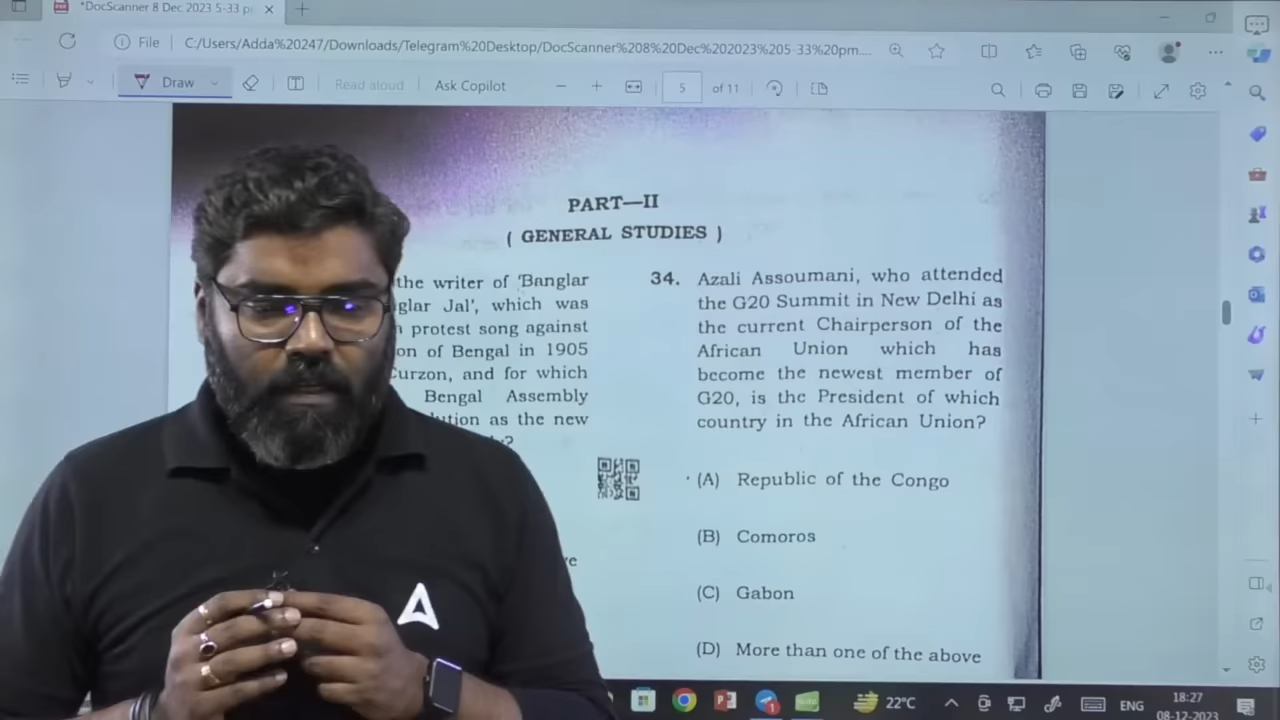 *DocScanner 8 Dec 2023 5-33 p
File
C:/Users/Adda%20247/Downloads/Telegram%20Desktop/DocScanner%208%20Dec%202023%205-33%20pm...
Draw
Read aloud
Ask Copilot
5
of 11
PART—II
( GENERAL STUDIES )
the writer of 'Banglar
glar Jal', which was
protest song against
on of Bengal in 1905
Curzon, and for which
Bengal Assembly
ution as the new
?
34. Azali Assoumani, who attended
the G20 Summit in New Delhi as
the current Chairperson of the
African Union which has
become the newest member of
G20, is the President of which
country in the African Union?
(A) Republic of the Congo
(B) Comoros
(C) Gabon
(D) More than one of the above
A
22°C
ENG
18:27
08-12-2023